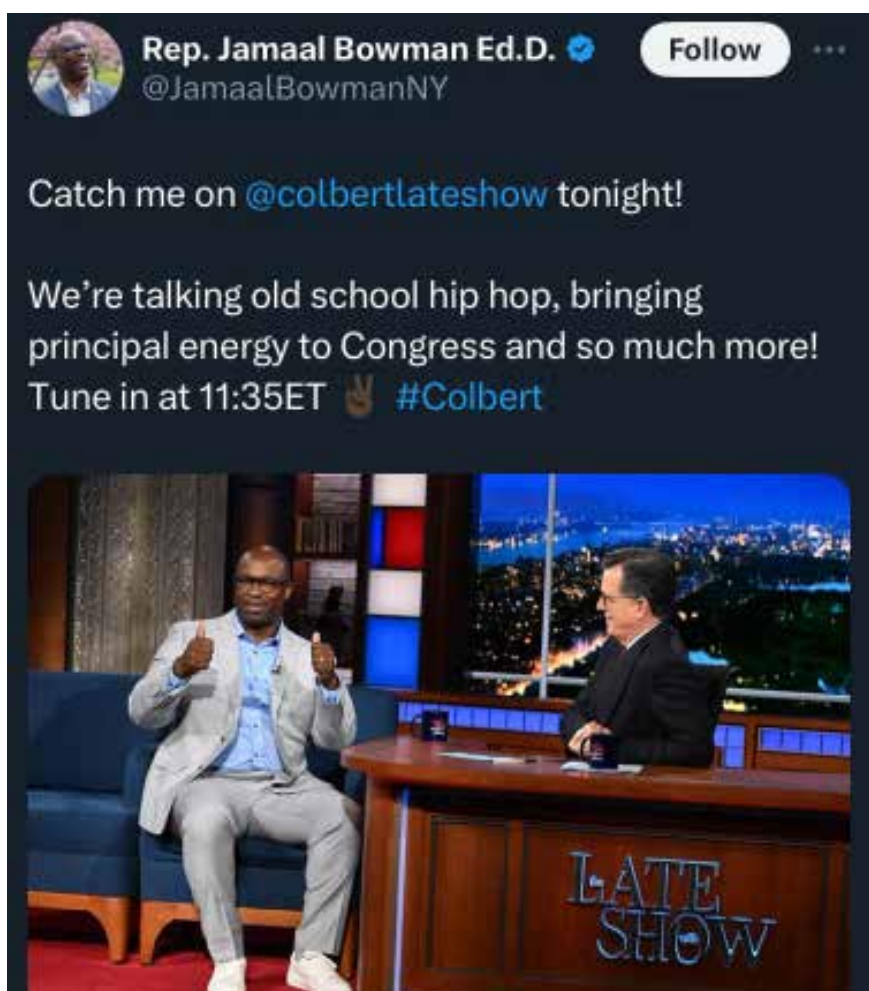 Rep. Jamaal Bowman Ed.D.
Follow
@JamaalBowmanNY
Catch me on @colbertlateshow tonight!
We’re talking old school hip hop, bringing
principal energy to Congress and so much more!
Tune in at 11:35ET ✌🏿 #Colbert
LATE
SHOW